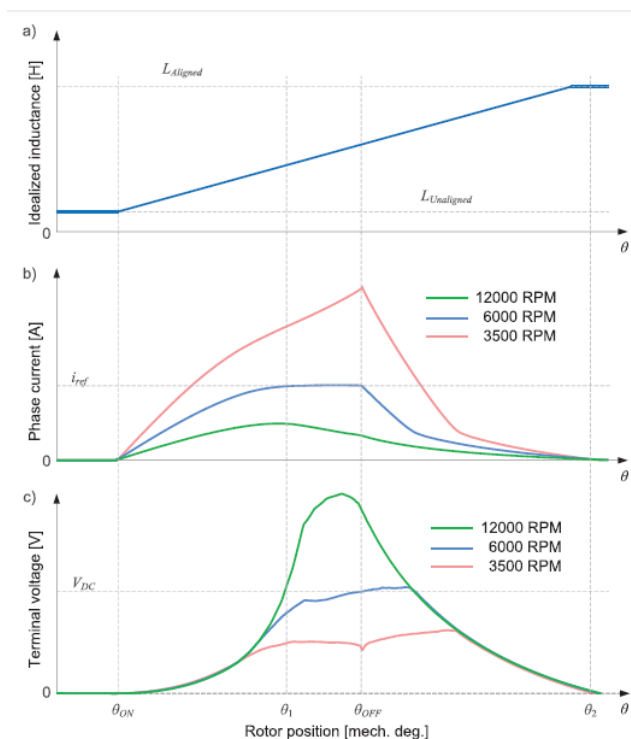 a)
Idealized inductance [H]
L_Aligned
L_Unaligned
0
θ
b)
Phase current [A]
12000 RPM
6000 RPM
3500 RPM
i_ref
0
θ
c)
Terminal voltage [V]
12000 RPM
6000 RPM
3500 RPM
V_DC
0
θ
θ_ON θ_1 θ_OFF θ_2
Rotor position [mech. deg.]